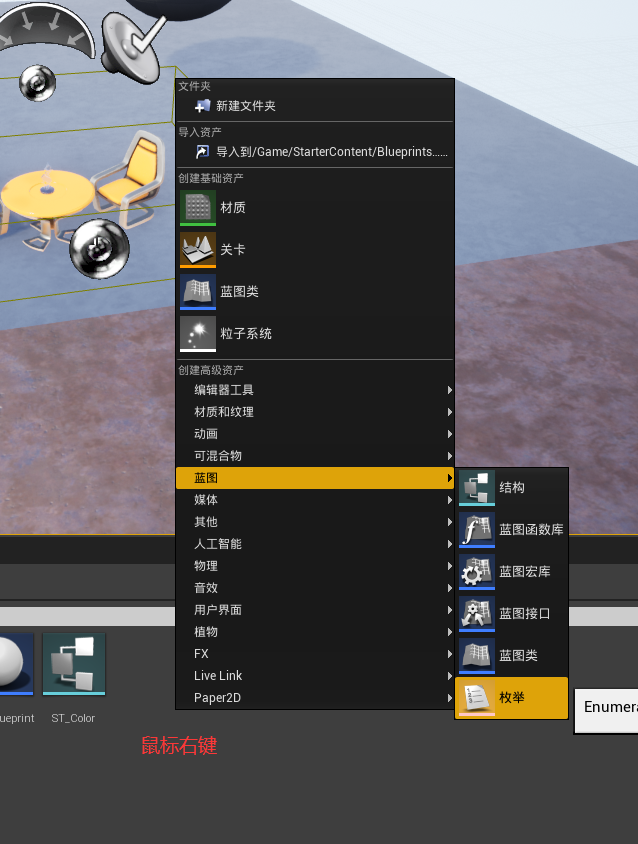 文件夹
新建文件夹
导入资产
导入到/Game/StarterContent/Blueprints......
创建基础资产
材质
关卡
蓝图类
粒子系统
创建高级资产
编辑器工具
材质和纹理
动画
可混合物
蓝图
媒体
其他
人工智能
物理
音效
用户界面
植物
FX
Live Link
Paper2D
结构
蓝图函数库
蓝图宏库
蓝图接口
蓝图类
枚举
Enumera
ueprint
ST_Color
鼠标右键